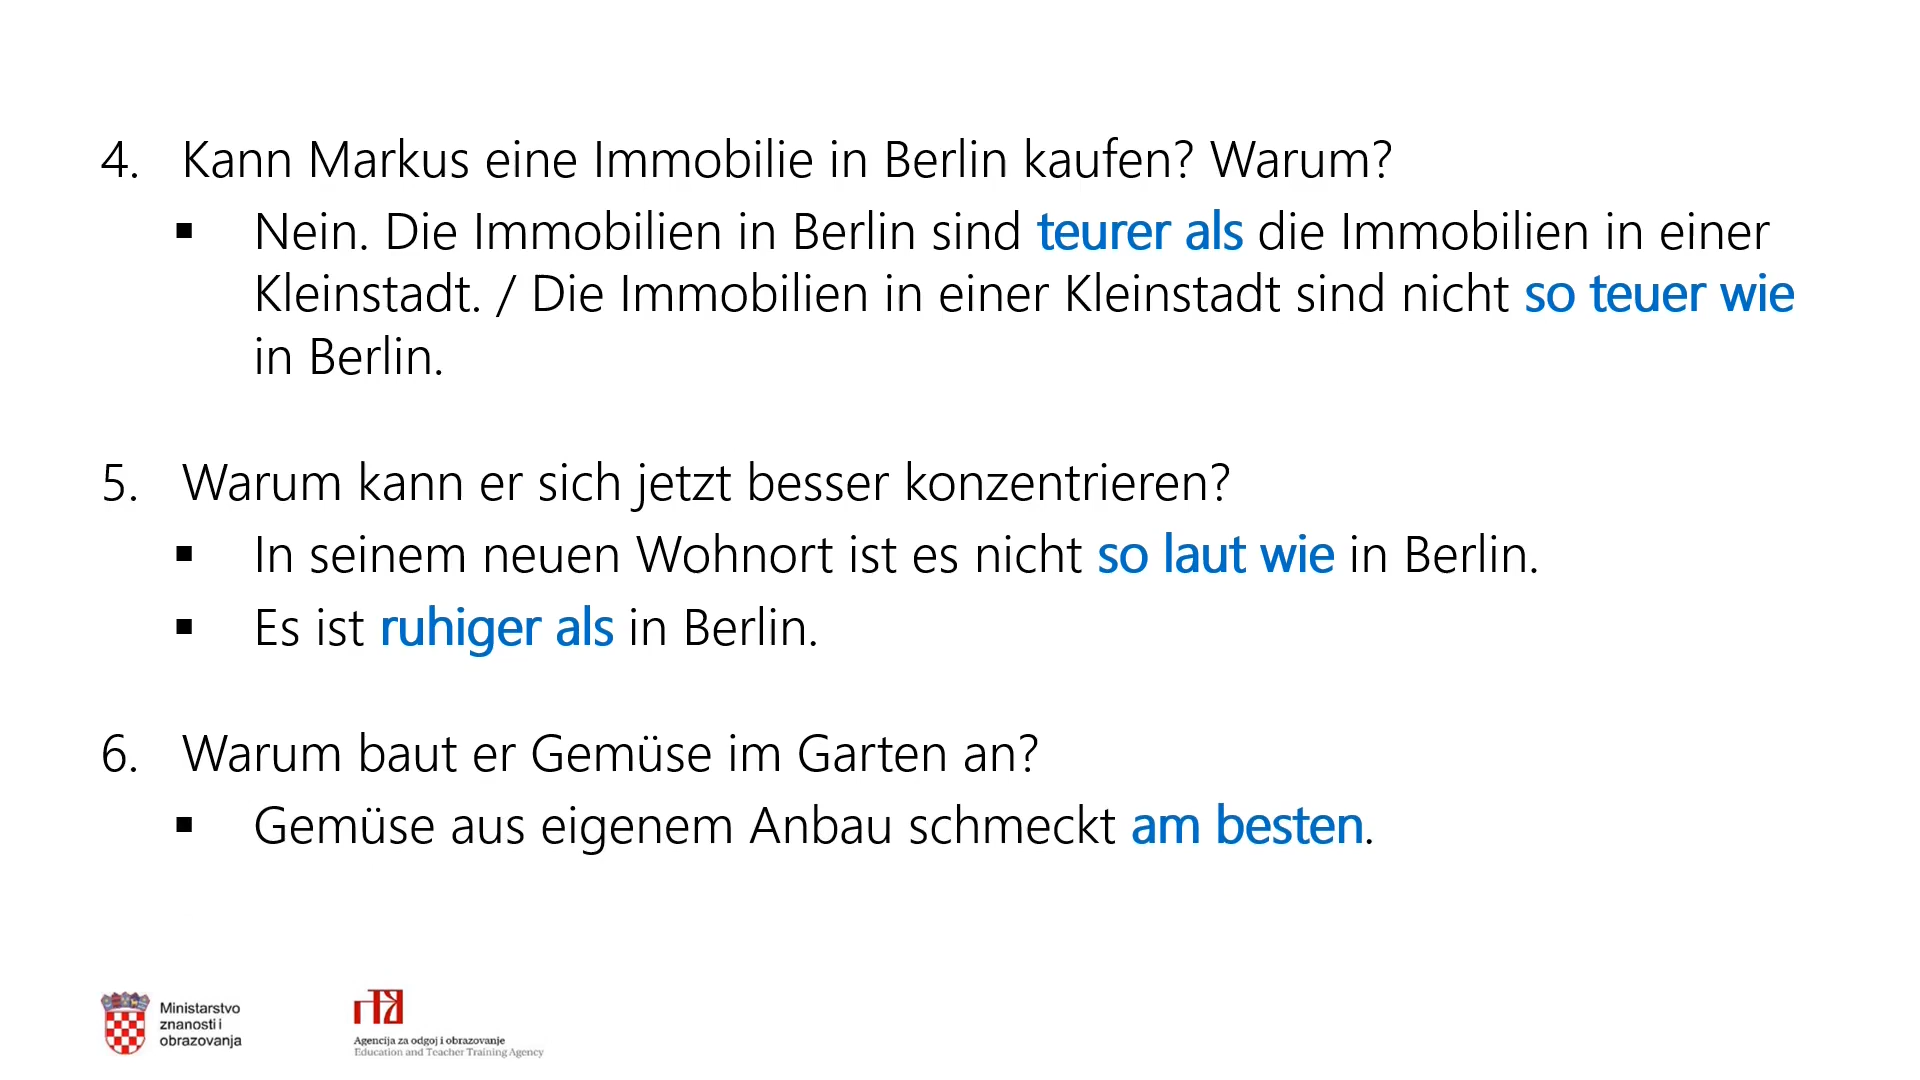 4. Kann Markus eine Immobilie in Berlin kaufen? Warum?
▪ Nein. Die Immobilien in Berlin sind teurer als die Immobilien in einer
Kleinstadt. / Die Immobilien in einer Kleinstadt sind nicht so teuer wie
in Berlin.
5. Warum kann er sich jetzt besser konzentrieren?
▪ In seinem neuen Wohnort ist es nicht so laut wie in Berlin.
▪ Es ist ruhiger als in Berlin.
6. Warum baut er Gemüse im Garten an?
▪ Gemüse aus eigenem Anbau schmeckt am besten.
Ministarstvo
znanosti i
obrazovanja
Agencija za odgoj i obrazovanje
Education and Teacher Training Agency